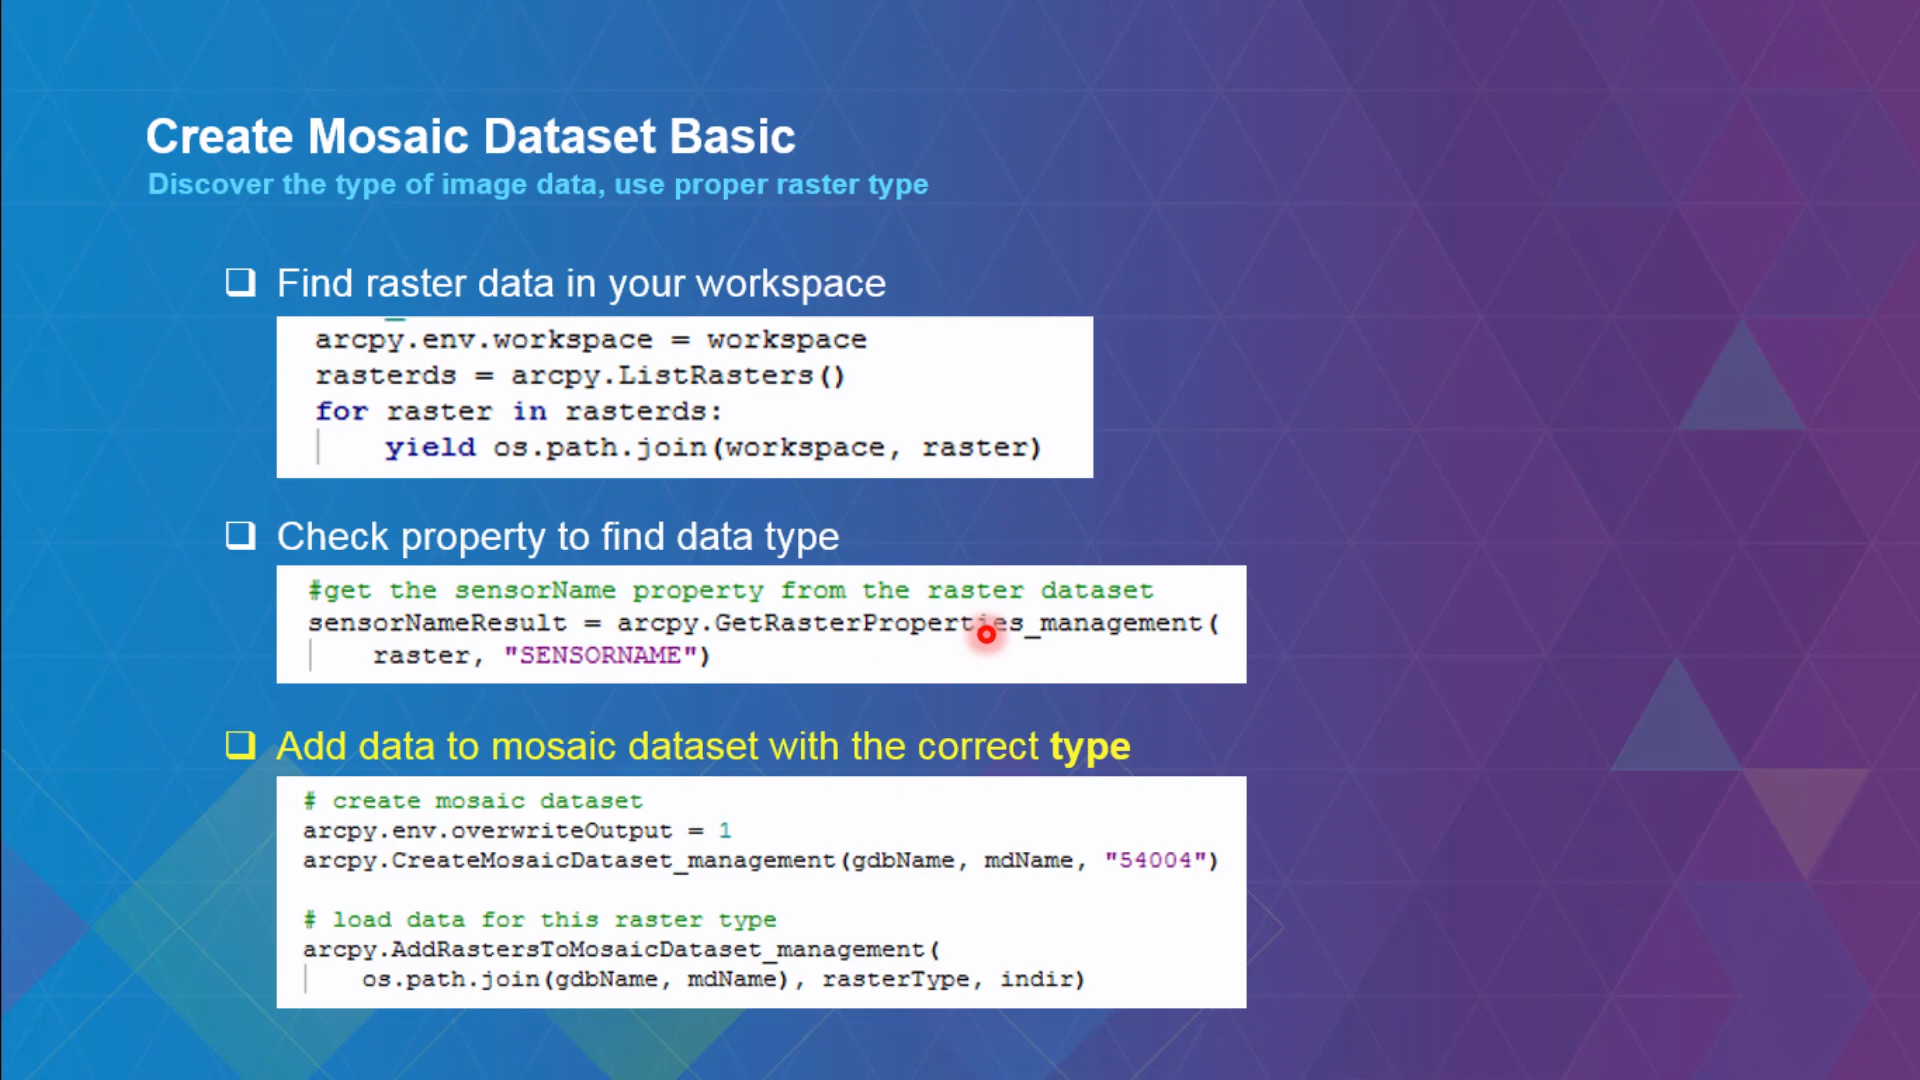 Create Mosaic Dataset Basic
Discover the type of image data, use proper raster type
❑ Find raster data in your workspace
arcpy.env.workspace = workspace
rasterds = arcpy.ListRasters()
for raster in rasterds:
    yield os.path.join(workspace, raster)
❑ Check property to find data type
#get the sensorName property from the raster dataset
sensorNameResult = arcpy.GetRasterProperties_management(
    raster, "SENSORNAME")
❑ Add data to mosaic dataset with the correct type
# create mosaic dataset
arcpy.env.overwriteOutput = 1
arcpy.CreateMosaicDataset_management(gdbName, mdName, "54004")
# load data for this raster type
arcpy.AddRastersToMosaicDataset_management(
    os.path.join(gdbName, mdName), rasterType, indir)